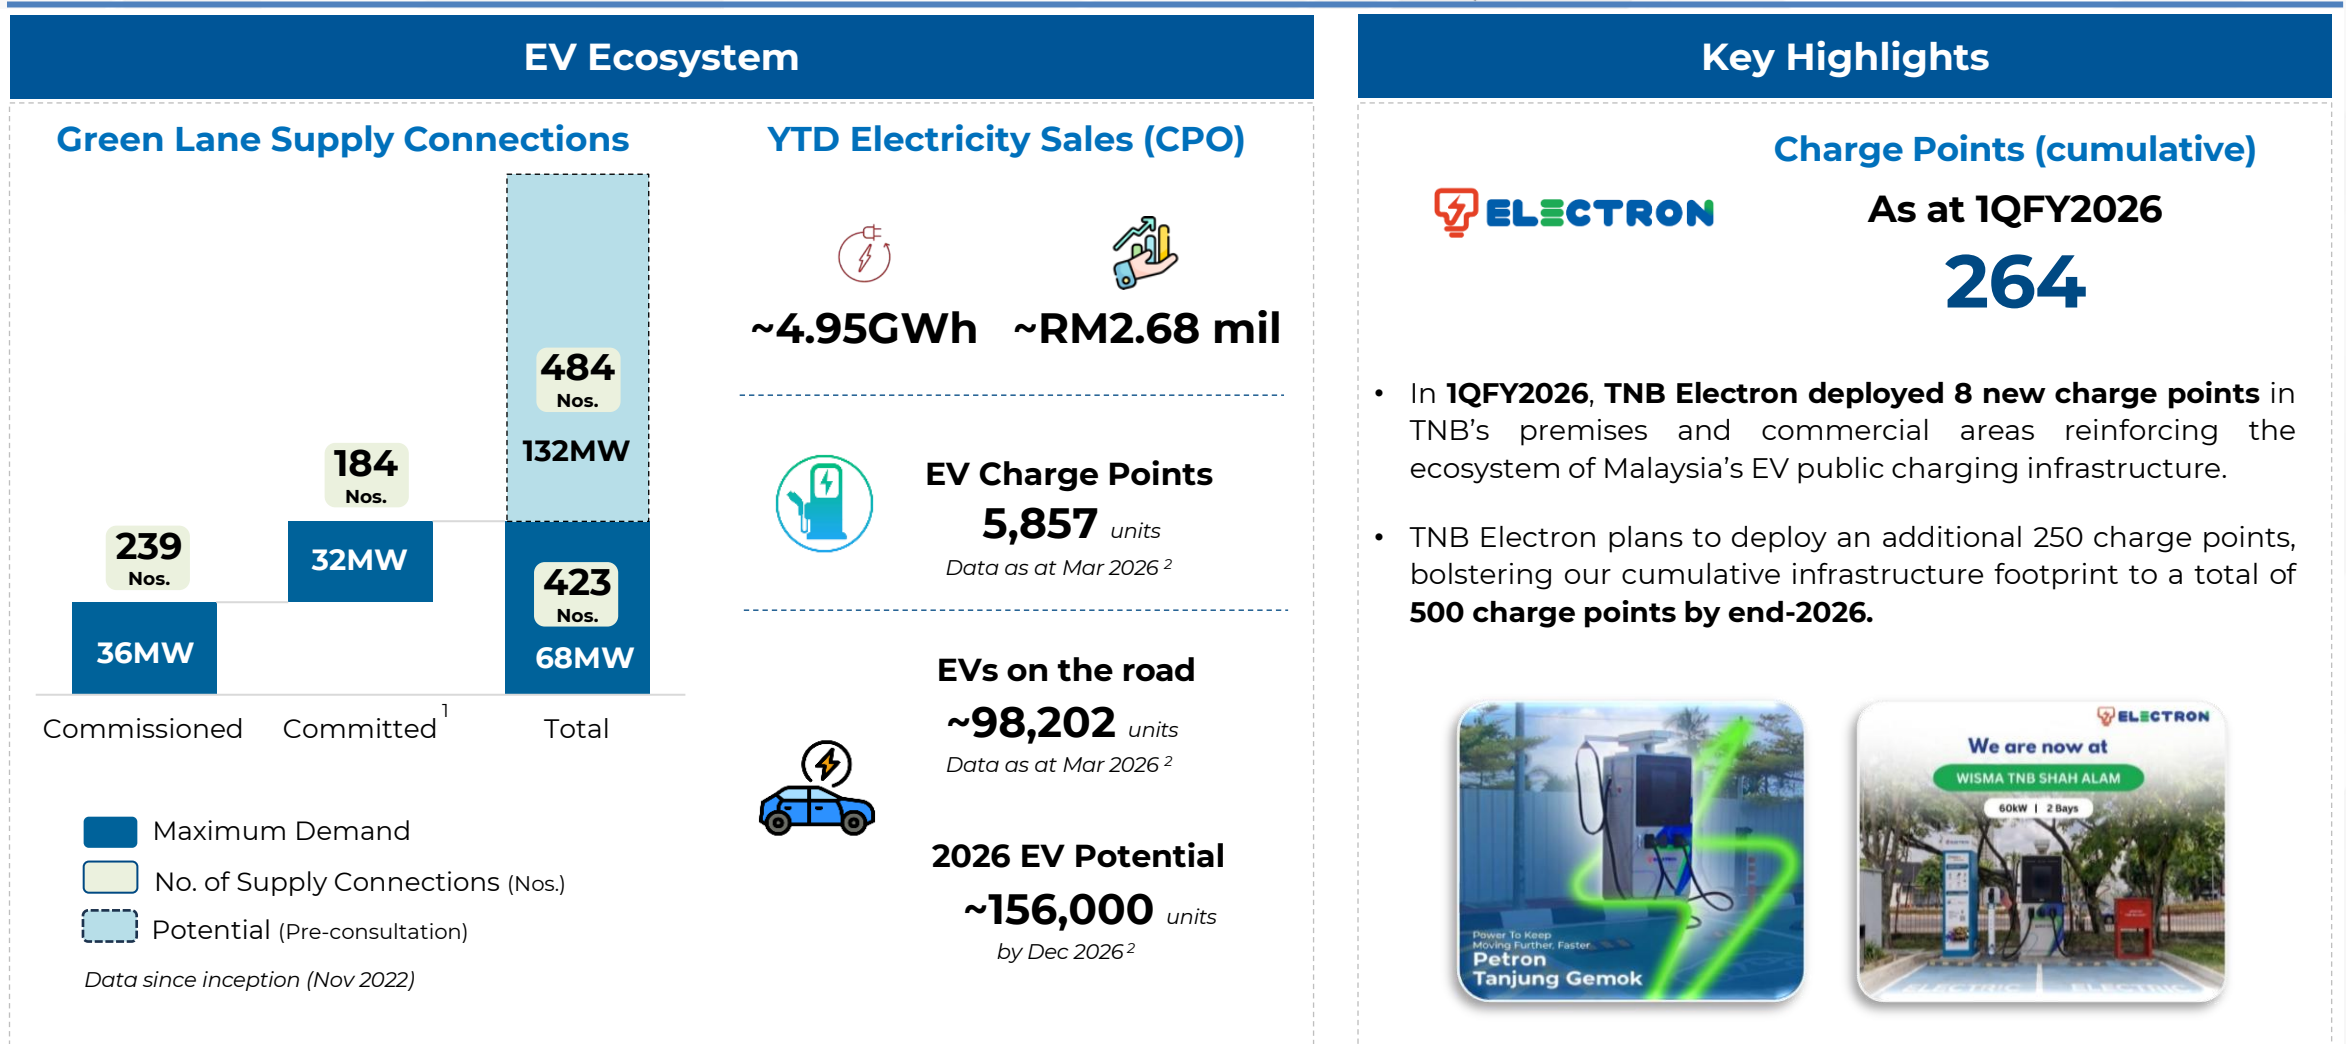 EV Ecosystem
Green Lane Supply Connections
484
Nos.
132MW
184
Nos.
32MW
239
Nos.
36MW
423
Nos.
68MW
Commissioned
Committed 1
Total
Maximum Demand
No. of Supply Connections (Nos.)
Potential (Pre-consultation)
Data since inception (Nov 2022)
YTD Electricity Sales (CPO)
~4.95GWh
~RM2.68 mil
EV Charge Points
5,857 units
Data as at Mar 2026 2
EVs on the road
~98,202 units
Data as at Mar 2026 2
2026 EV Potential
~156,000 units
by Dec 2026 2
Key Highlights
ELECTRON
Charge Points (cumulative)
As at 1QFY2026
264
• In 1QFY2026, TNB Electron deployed 8 new charge points in
TNB's premises and commercial areas reinforcing the
ecosystem of Malaysia's EV public charging infrastructure.
• TNB Electron plans to deploy an additional 250 charge points,
bolstering our cumulative infrastructure footprint to a total of
500 charge points by end-2026.
Power To Keep
Moving Further, Faster
Petron
Tanjung Gemok
ELECTRON
We are now at
WISMA TNB SHAH ALAM
60kW | 2 Bays
ELECTRIC
ELECTRIC